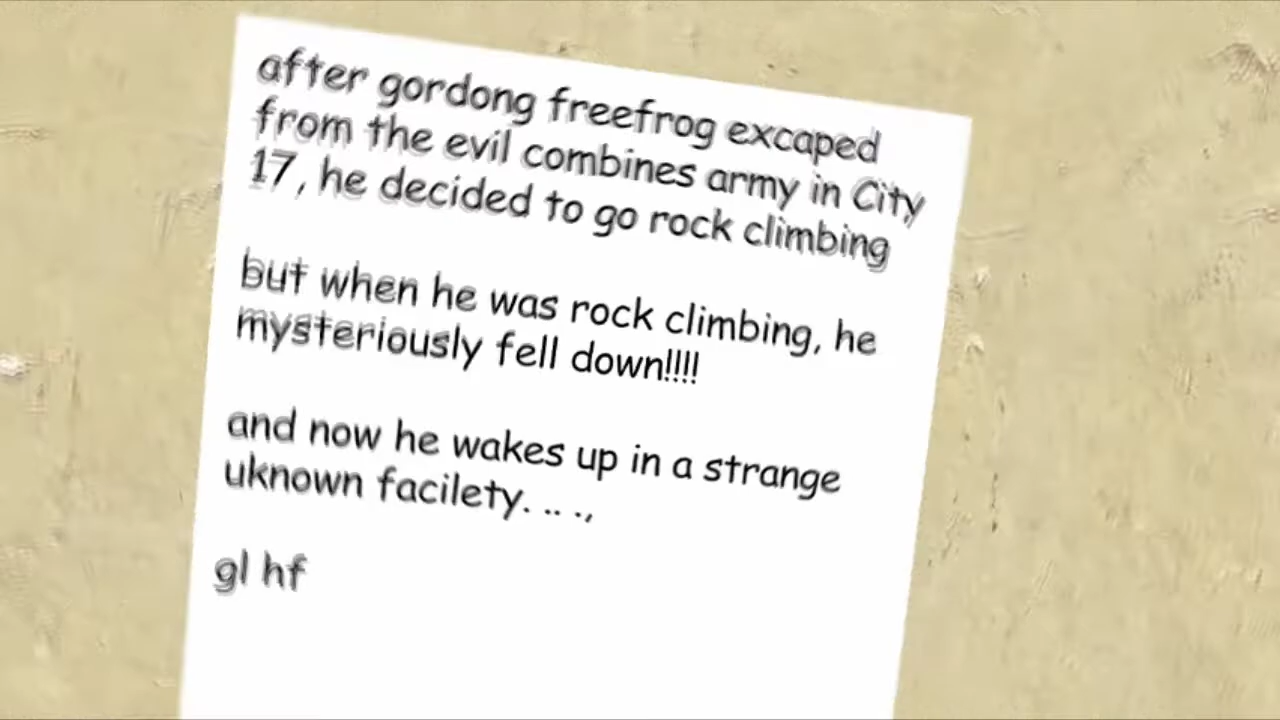 after gordong freefrog excaped
from the evil combines army in City
17, he decided to go rock climbing
but when he was rock climbing, he
mysteriously fell down!!!!
and now he wakes up in a strange
uknown facilety. .. .,
gl hf